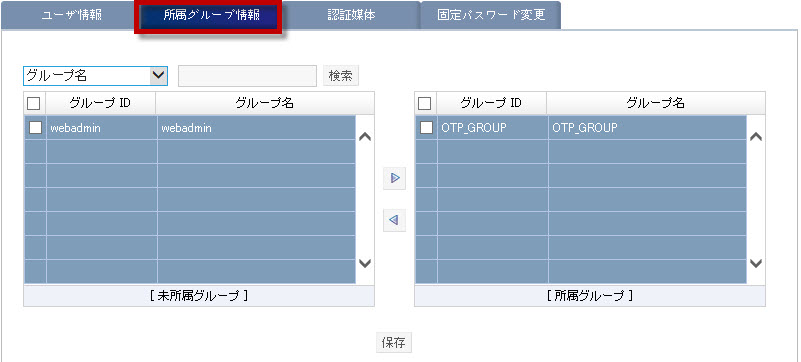 ユーザ情報 所属グループ情報 認証媒体 固定パスワード変更
グループ名 検索
グループ ID グループ名 グループ ID グループ名
webadmin webadmin OTP_GROUP OTP_GROUP
[ 未所属グループ ] [ 所属グループ ]
保存